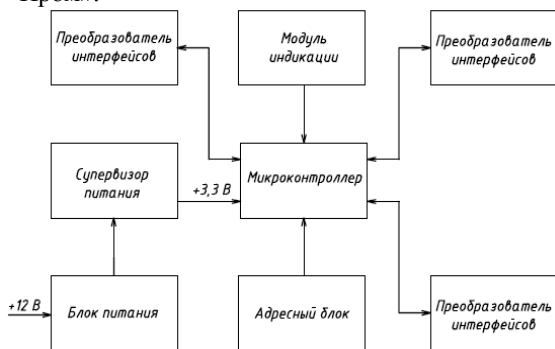 Преобразователь
интерфейсов
Модуль
индикации
Преобразователь
интерфейсов
Супервизор
питания
+3,3 В
Микроконтроллер
+12 В
Блок питания
Адресный блок
Преобразователь
интерфейсов